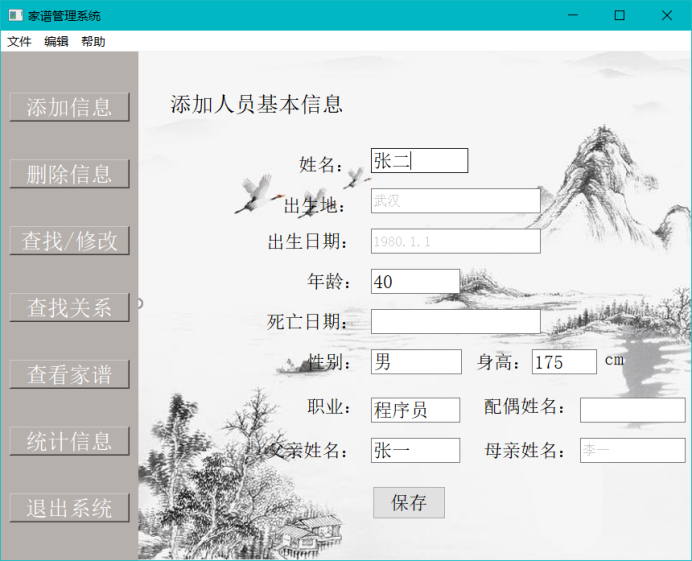 家谱管理系统
文件 编辑 帮助
添加信息
删除信息
查找/修改
查找关系
查看家谱
统计信息
退出系统
添加人员基本信息
姓名： 张二
出生地： 武汉
出生日期： 1980.1.1
年龄： 40
死亡日期：
性别： 男 身高： 175 cm
职业： 程序员 配偶姓名：
父亲姓名： 张一 母亲姓名： 李一
保存